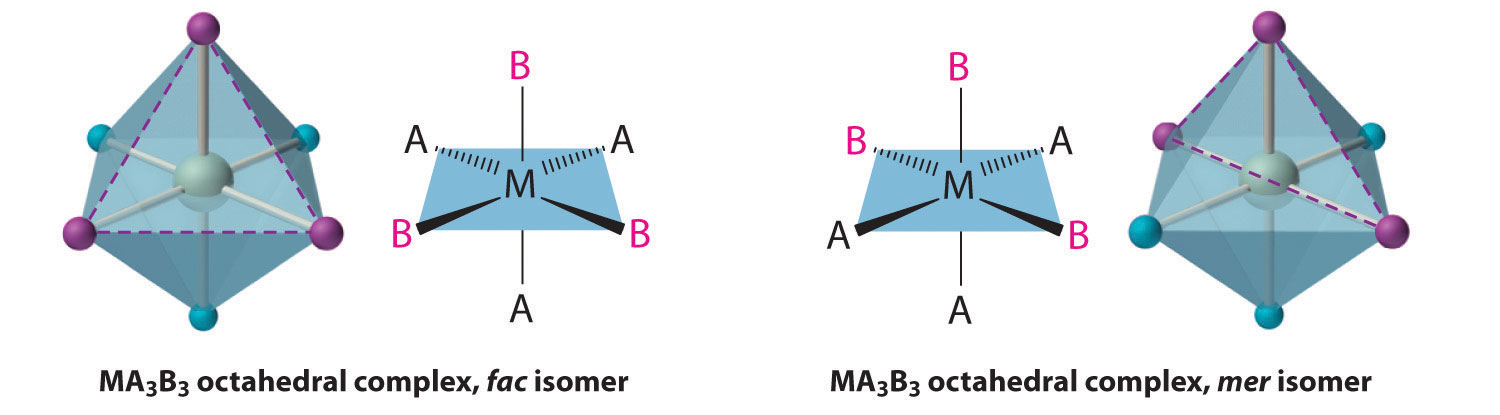 B
A A
M
B B
A
MA₃B₃ octahedral complex, fac isomer
B
B A
M
A B
A
MA₃B₃ octahedral complex, mer isomer